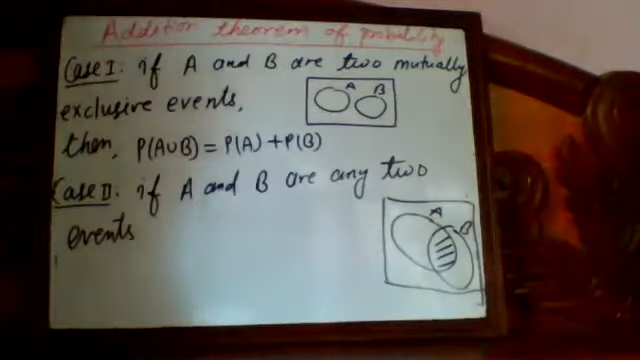 Addition theorem of probability
Case I: if A and B are two mutually
exclusive events,
A
B
then, P(AUB) = P(A) + P(B)
Case II: if A and B are any two
events
A
B